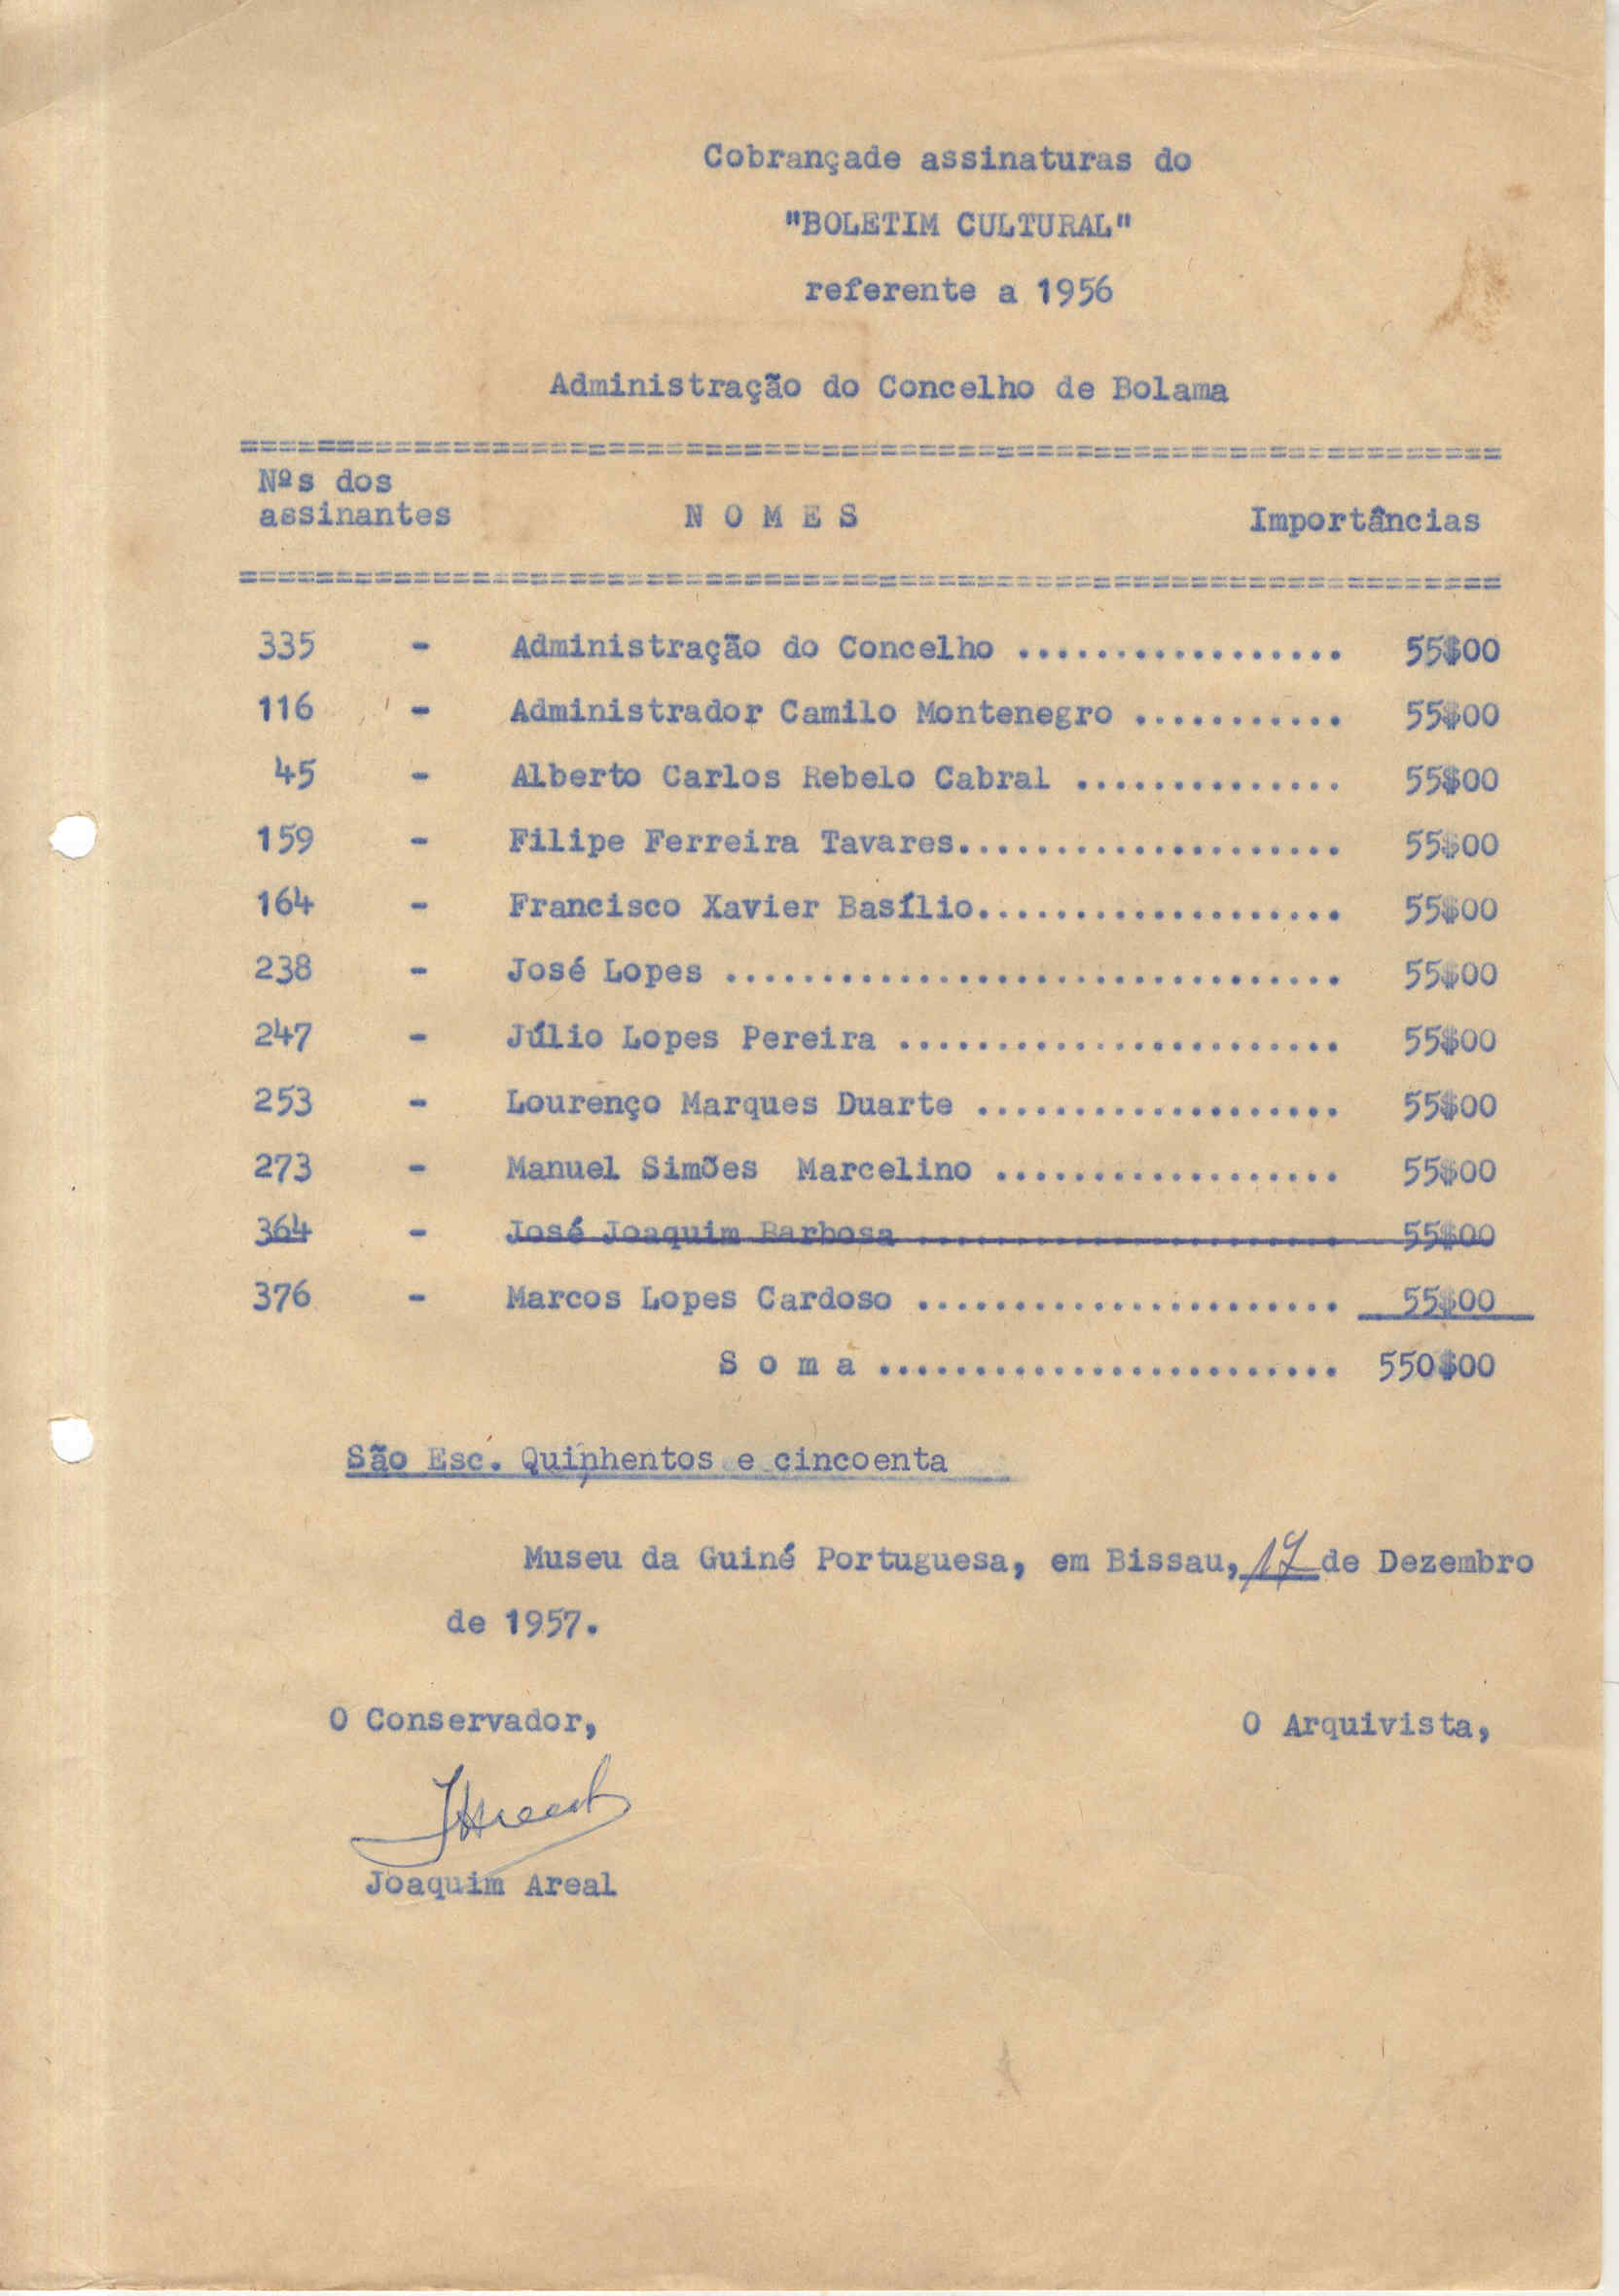 Cobrançade assinaturas do
"BOLETIM CULTURAL"
referente a 1956
Administração do Concelho de Bolama
=================================================================
Nºs dos
assinantes N O M E S Importâncias
=================================================================
335 - Administração do Concelho ................. 55$00
116 - Administrador Camilo Montenegro ........... 55$00
45 - Alberto Carlos Rebelo Cabral .............. 55$00
159 - Filipe Ferreira Tavares.................... 55$00
164 - Francisco Xavier Basílio................... 55$00
238 - José Lopes ................................ 55$00
247 - Júlio Lopes Pereira ....................... 55$00
253 - Lourenço Marques Duarte ................... 55$00
273 - Manuel Simões Marcelino .................. 55$00
364 - José Joaquim Barbosa ...................... 55$00
376 - Marcos Lopes Cardoso ...................... 55$00
S o m a ........................ 550$00
São Esc. Quinhentos e cincoenta
Museu da Guiné Portuguesa, em Bissau, 17 de Dezembro
de 1957.
O Conservador, O Arquivista,
JAreal
Joaquim Areal